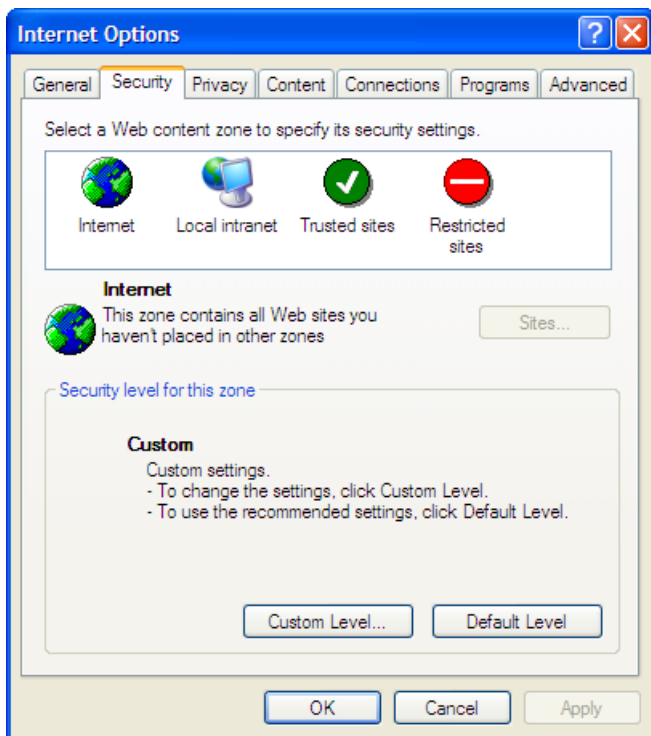 Internet Options
General Security Privacy Content Connections Programs Advanced
Select a Web content zone to specify its security settings.
Internet Local intranet Trusted sites Restricted
sites
Internet
This zone contains all Web sites you
haven't placed in other zones
Sites...
Security level for this zone
Custom
Custom settings.
- To change the settings, click Custom Level.
- To use the recommended settings, click Default Level.
Custom Level... Default Level
OK Cancel Apply